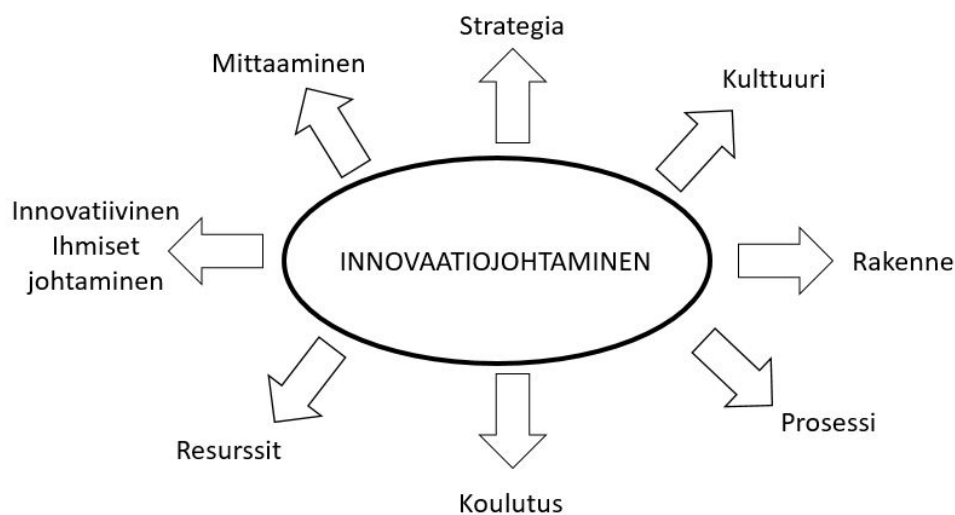 Strategia
Mittaaminen
Kulttuuri
Innovatiivinen
Ihmiset
johtaminen
INNOVAATIOJOHTAMINEN
Rakenne
Resurssit
Prosessi
Koulutus